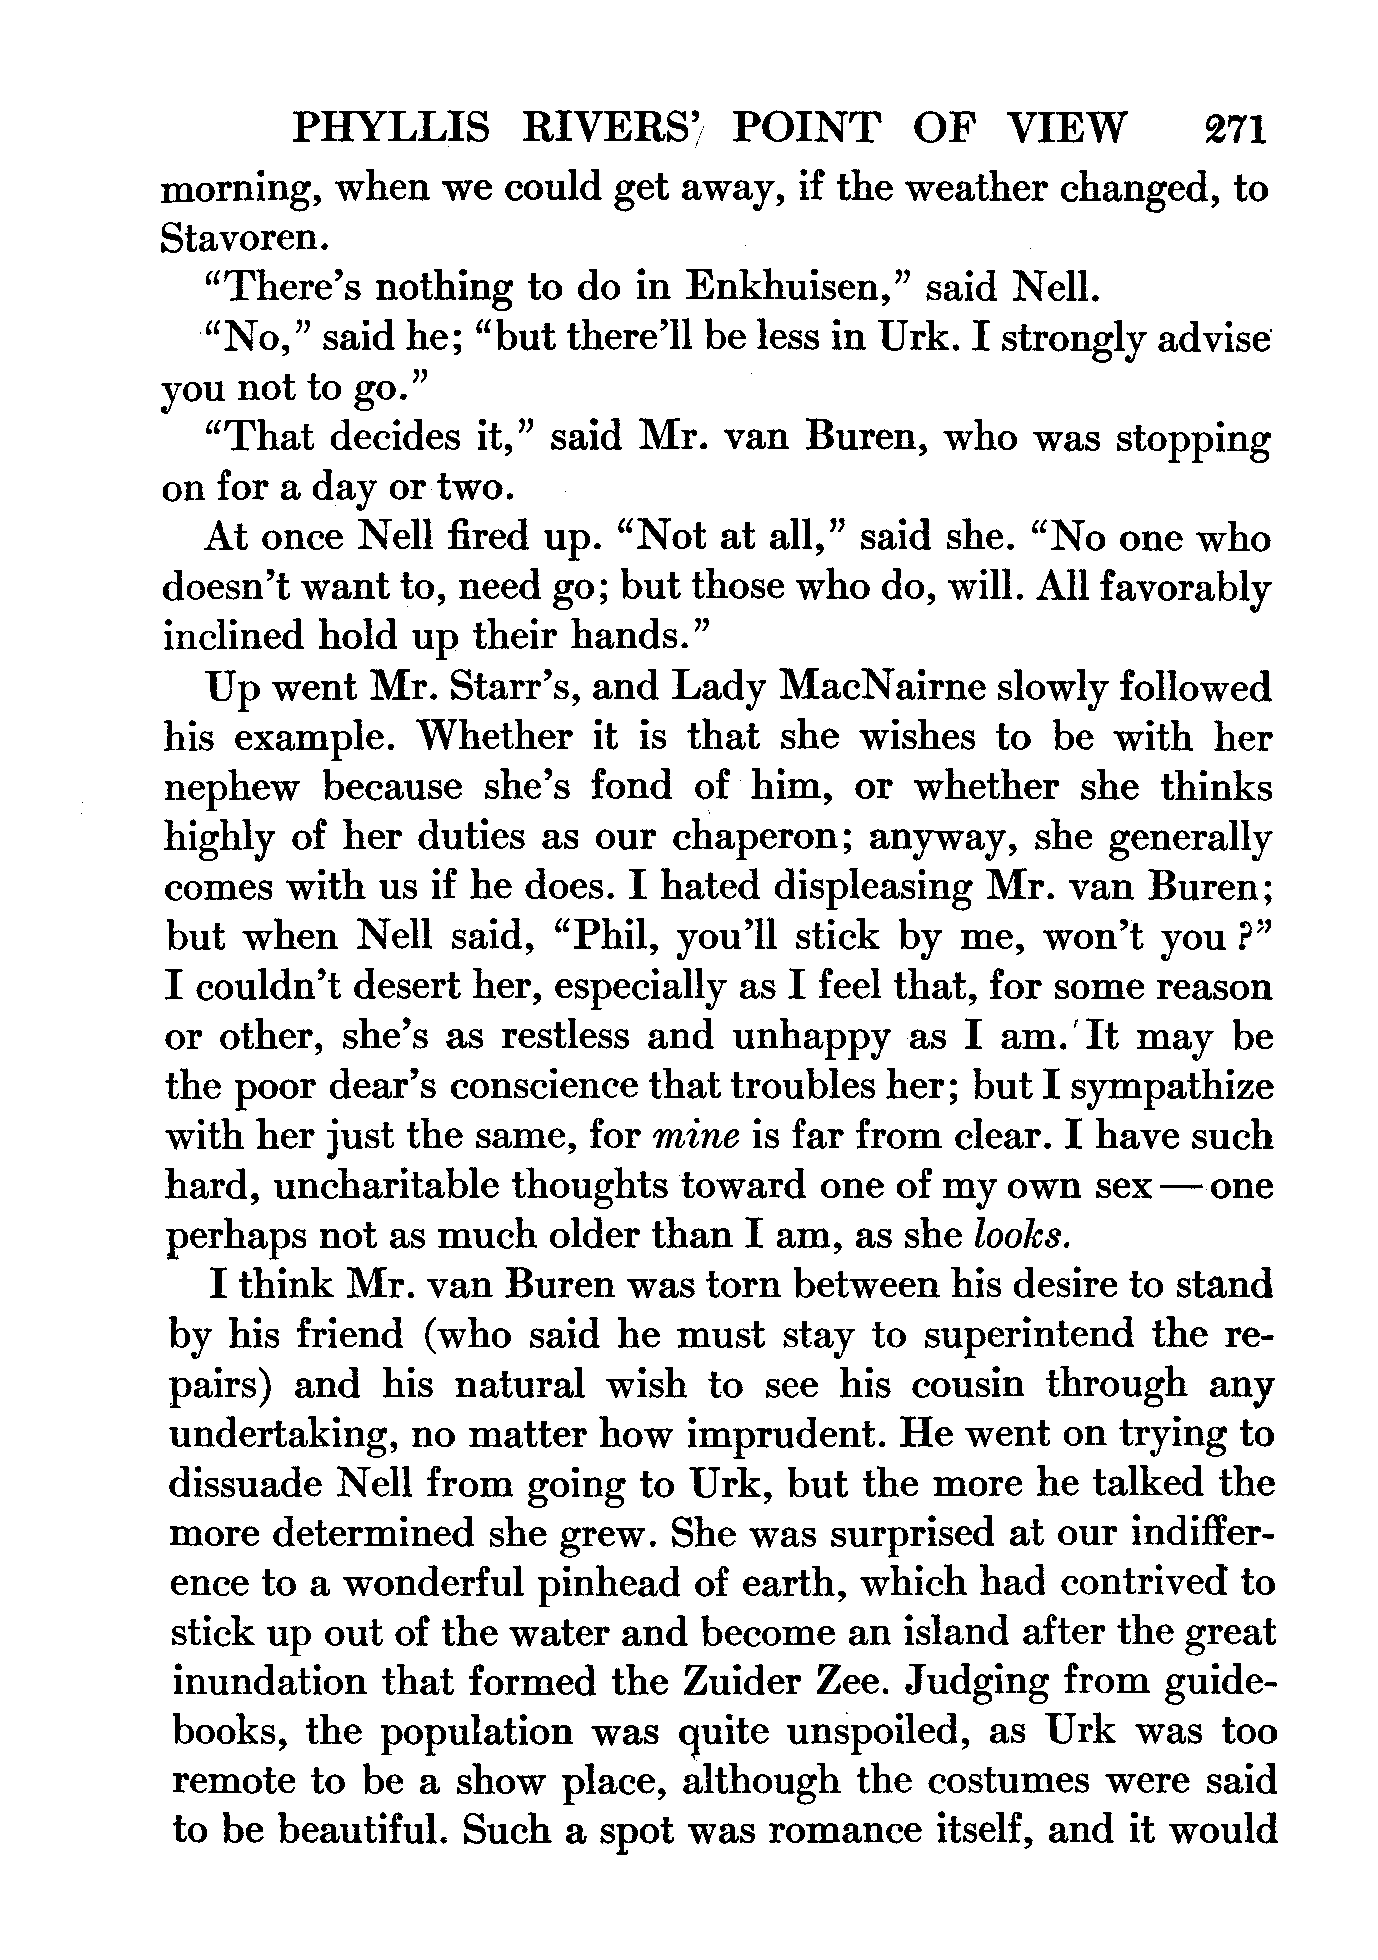 PHYLLIS RIVERS' POINT OF VIEW 271
morning, when we could get away, if the weather changed, to
Stavoren.
“There’s nothing to do in Enkhuisen,” said Nell.
“No,” said he; “but there’ll be less in Urk. I strongly advise
you not to go.”
“That decides it,” said Mr. van Buren, who was stopping
on for a day or two.
At once Nell fired up. “Not at all,” said she. “No one who
doesn’t want to, need go; but those who do, will. All favorably
inclined hold up their hands.”
Up went Mr. Starr’s, and Lady MacNairne slowly followed
his example. Whether it is that she wishes to be with her
nephew because she’s fond of him, or whether she thinks
highly of her duties as our chaperon; anyway, she generally
comes with us if he does. I hated displeasing Mr. van Buren;
but when Nell said, “Phil, you’ll stick by me, won’t you ?”
I couldn’t desert her, especially as I feel that, for some reason
or other, she’s as restless and unhappy as I am. It may be
the poor dear’s conscience that troubles her; but I sympathize
with her just the same, for mine is far from clear. I have such
hard, uncharitable thoughts toward one of my own sex — one
perhaps not as much older than I am, as she looks.
I think Mr. van Buren was torn between his desire to stand
by his friend (who said he must stay to superintend the re-
pairs) and his natural wish to see his cousin through any
undertaking, no matter how imprudent. He went on trying to
dissuade Nell from going to Urk, but the more he talked the
more determined she grew. She was surprised at our indiffer-
ence to a wonderful pinhead of earth, which had contrived to
stick up out of the water and become an island after the great
inundation that formed the Zuider Zee. Judging from guide-
books, the population was quite unspoiled, as Urk was too
remote to be a show place, although the costumes were said
to be beautiful. Such a spot was romance itself, and it would